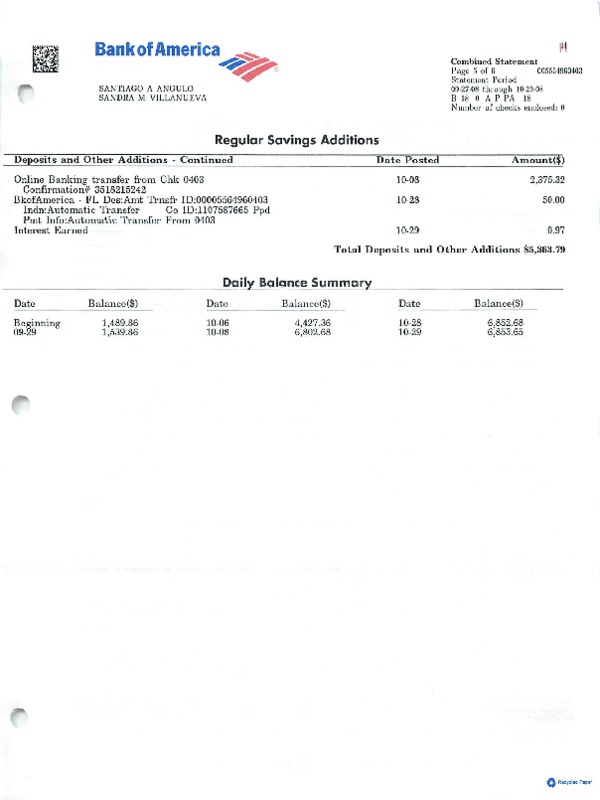 Bank of America
H
Combined Statement
Page 5 of 6
Statement Period
09-27-08 through 10-29-08
B 18 0 A P PA 18
Number of checks enclosed: 0
SANTIAGO A ANGULO
SANDRA M VILLANUEVA
Regular Savings Additions
Deposits and Other Additions - Continued Date Posted Amount($)
Online Banking transfer from Chk 0403 10-08 2,375.32
Confirmation# 3515215242
BkofAmerica - FL Des:Amt Trnsfr ID:00005564960403 10-28 50.00
Indn:Automatic Transfer Co ID:1107567665 Ppd
Pmt Info:Automatic Transfer From 0403
Interest Earned 10-29 0.97
Total Deposits and Other Additions $5,363.79
Daily Balance Summary
Date Balance($) Date Balance($) Date Balance($)
Beginning 1,489.86 10-06 4,427.36 10-28 6,852.68
09-29 1,539.86 10-08 6,802.68 10-29 6,853.65
Recycled Paper